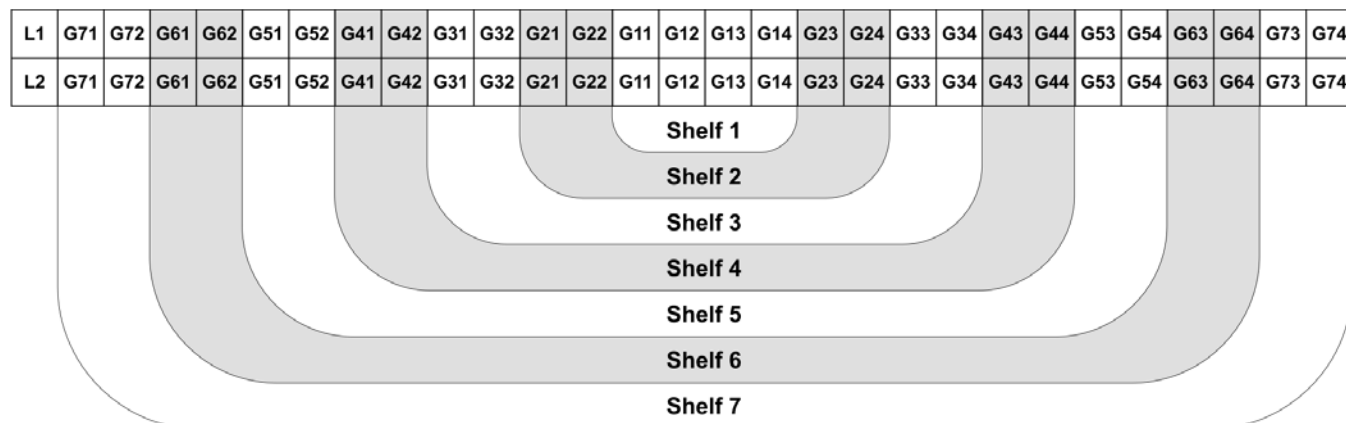 L1 G71 G72 G61 G62 G51 G52 G41 G42 G31 G32 G21 G22 G11 G12 G13 G14 G23 G24 G33 G34 G43 G44 G53 G54 G63 G64 G73 G74
L2 G71 G72 G61 G62 G51 G52 G41 G42 G31 G32 G21 G22 G11 G12 G13 G14 G23 G24 G33 G34 G43 G44 G53 G54 G63 G64 G73 G74
Shelf 1
Shelf 2
Shelf 3
Shelf 4
Shelf 5
Shelf 6
Shelf 7